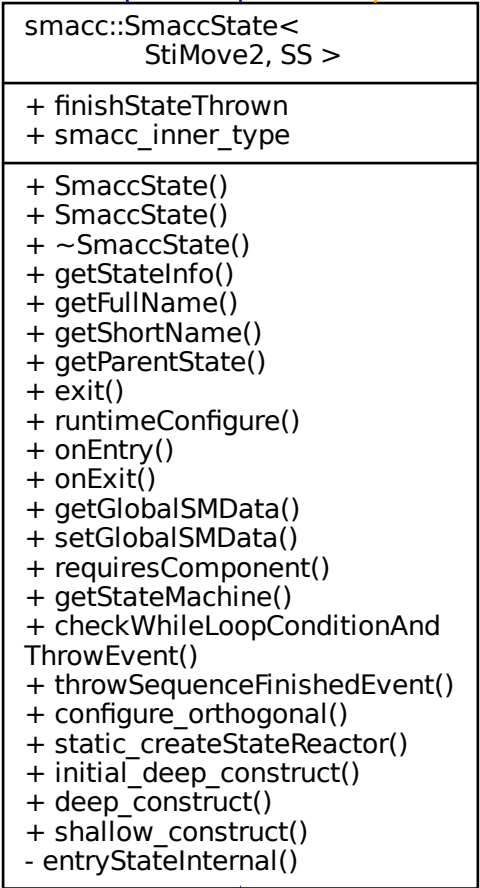 smacc::SmaccState<
StiMove2, SS >
+ finishStateThrown
+ smacc_inner_type
+ SmaccState()
+ SmaccState()
+ ~SmaccState()
+ getStateInfo()
+ getFullName()
+ getShortName()
+ getParentState()
+ exit()
+ runtimeConfigure()
+ onEntry()
+ onExit()
+ getGlobalSMData()
+ setGlobalSMData()
+ requiresComponent()
+ getStateMachine()
+ checkWhileLoopConditionAnd
ThrowEvent()
+ throwSequenceFinishedEvent()
+ configure_orthogonal()
+ static_createStateReactor()
+ initial_deep_construct()
+ deep_construct()
+ shallow_construct()
- entryStateInternal()